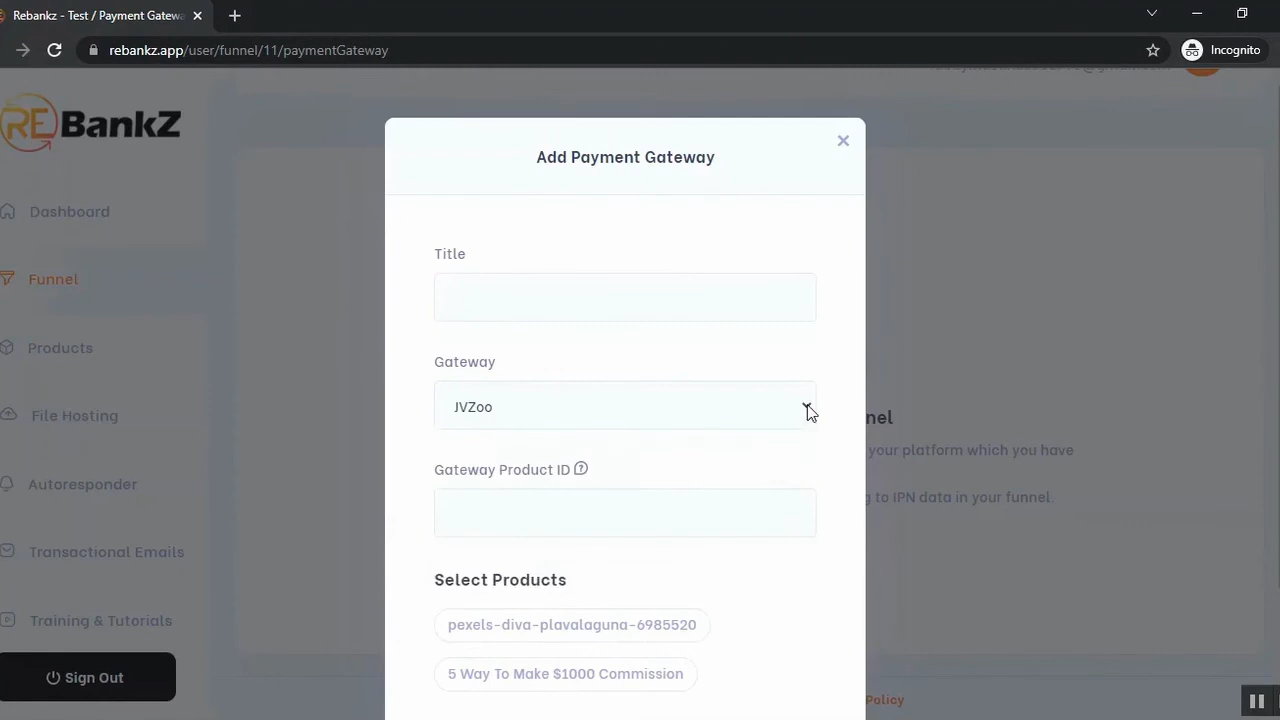 Rebankz - Test / Payment Gatewa
rebankz.app/user/funnel/11/paymentGateway
Incognito
REBankZ
Dashboard
Funnel
Products
File Hosting
Autoresponder
Transactional Emails
Training & Tutorials
Sign Out
Add Payment Gateway
Title
Gateway
JVZoo
Gateway Product ID
Select Products
pexels-diva-plavalaguna-6985520
5 Way To Make $1000 Commission
nel
your platform which you have
g to IPN data in your funnel.
Policy